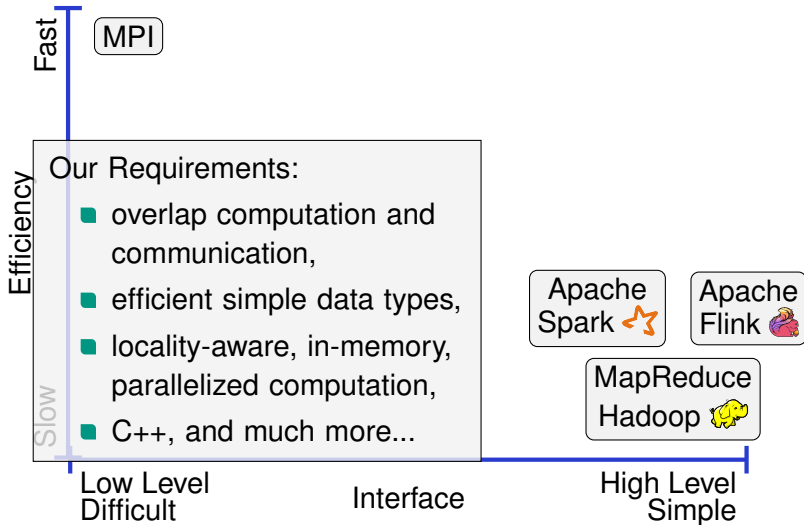 Fast
MPI
Efficiency
Our Requirements:
overlap computation and
communication,
efficient simple data types,
locality-aware, in-memory,
parallelized computation,
C++, and much more...
Apache
Spark
Apache
Flink
MapReduce
Hadoop
Slow
Low Level
Difficult
Interface
High Level
Simple